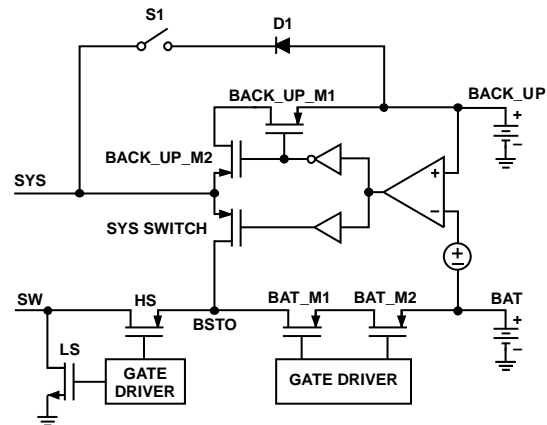 S1
D1
BACK_UP_M1
BACK_UP
+
−
BACK_UP_M2
SYS
+
−
SYS SWITCH
+
−
SW
HS
BSTO
BAT_M1
BAT_M2
BAT
+
−
LS
GATE
DRIVER
GATE DRIVER